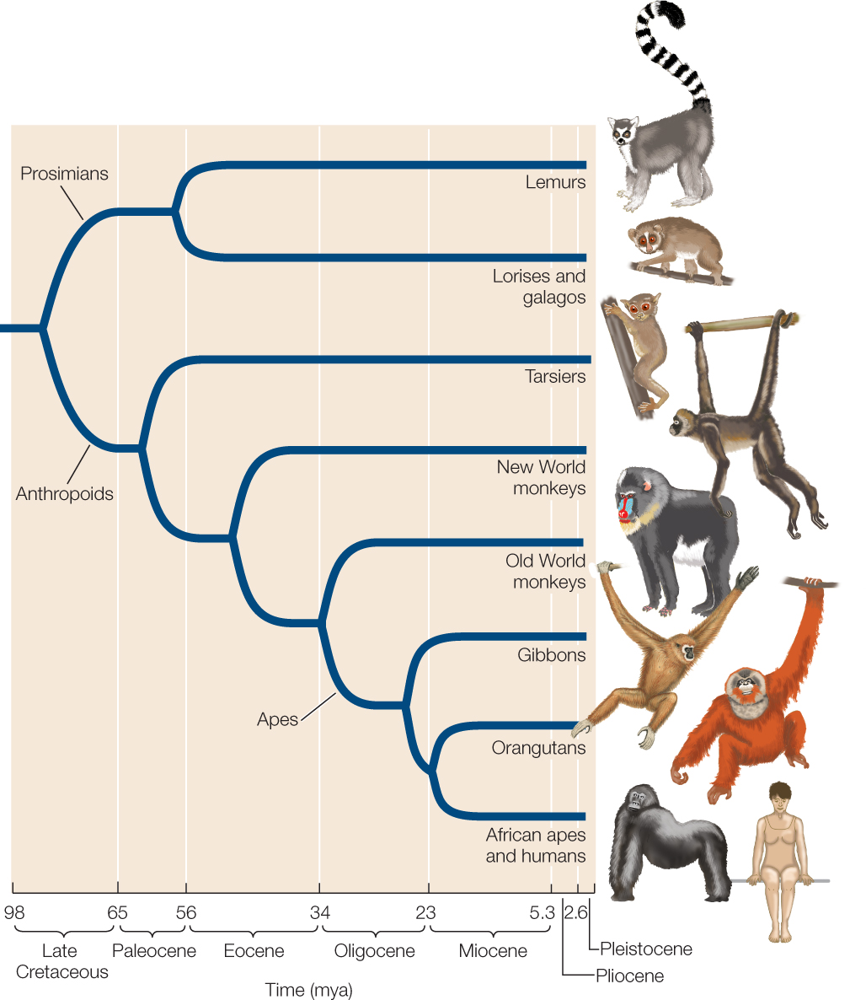 Prosimians
Lemurs
Lorises and
galagos
Tarsiers
New World
monkeys
Anthropoids
Old World
monkeys
Gibbons
Apes
Orangutans
African apes
and humans
98 65 56 34 23 5.3 2.6
Late
Cretaceous
Paleocene
Eocene
Oligocene
Miocene
Pleistocene
Pliocene
Time (mya)